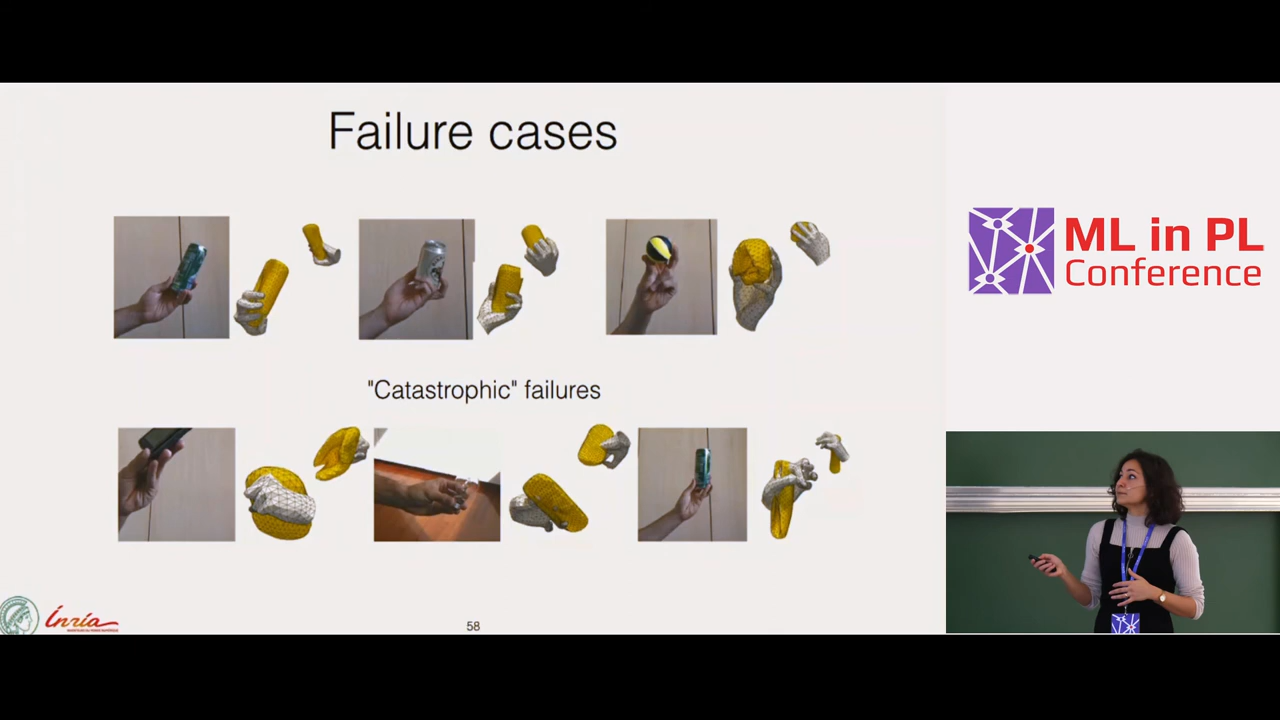 Failure cases
ML in PL
Conference
"Catastrophic" failures
Inria
58